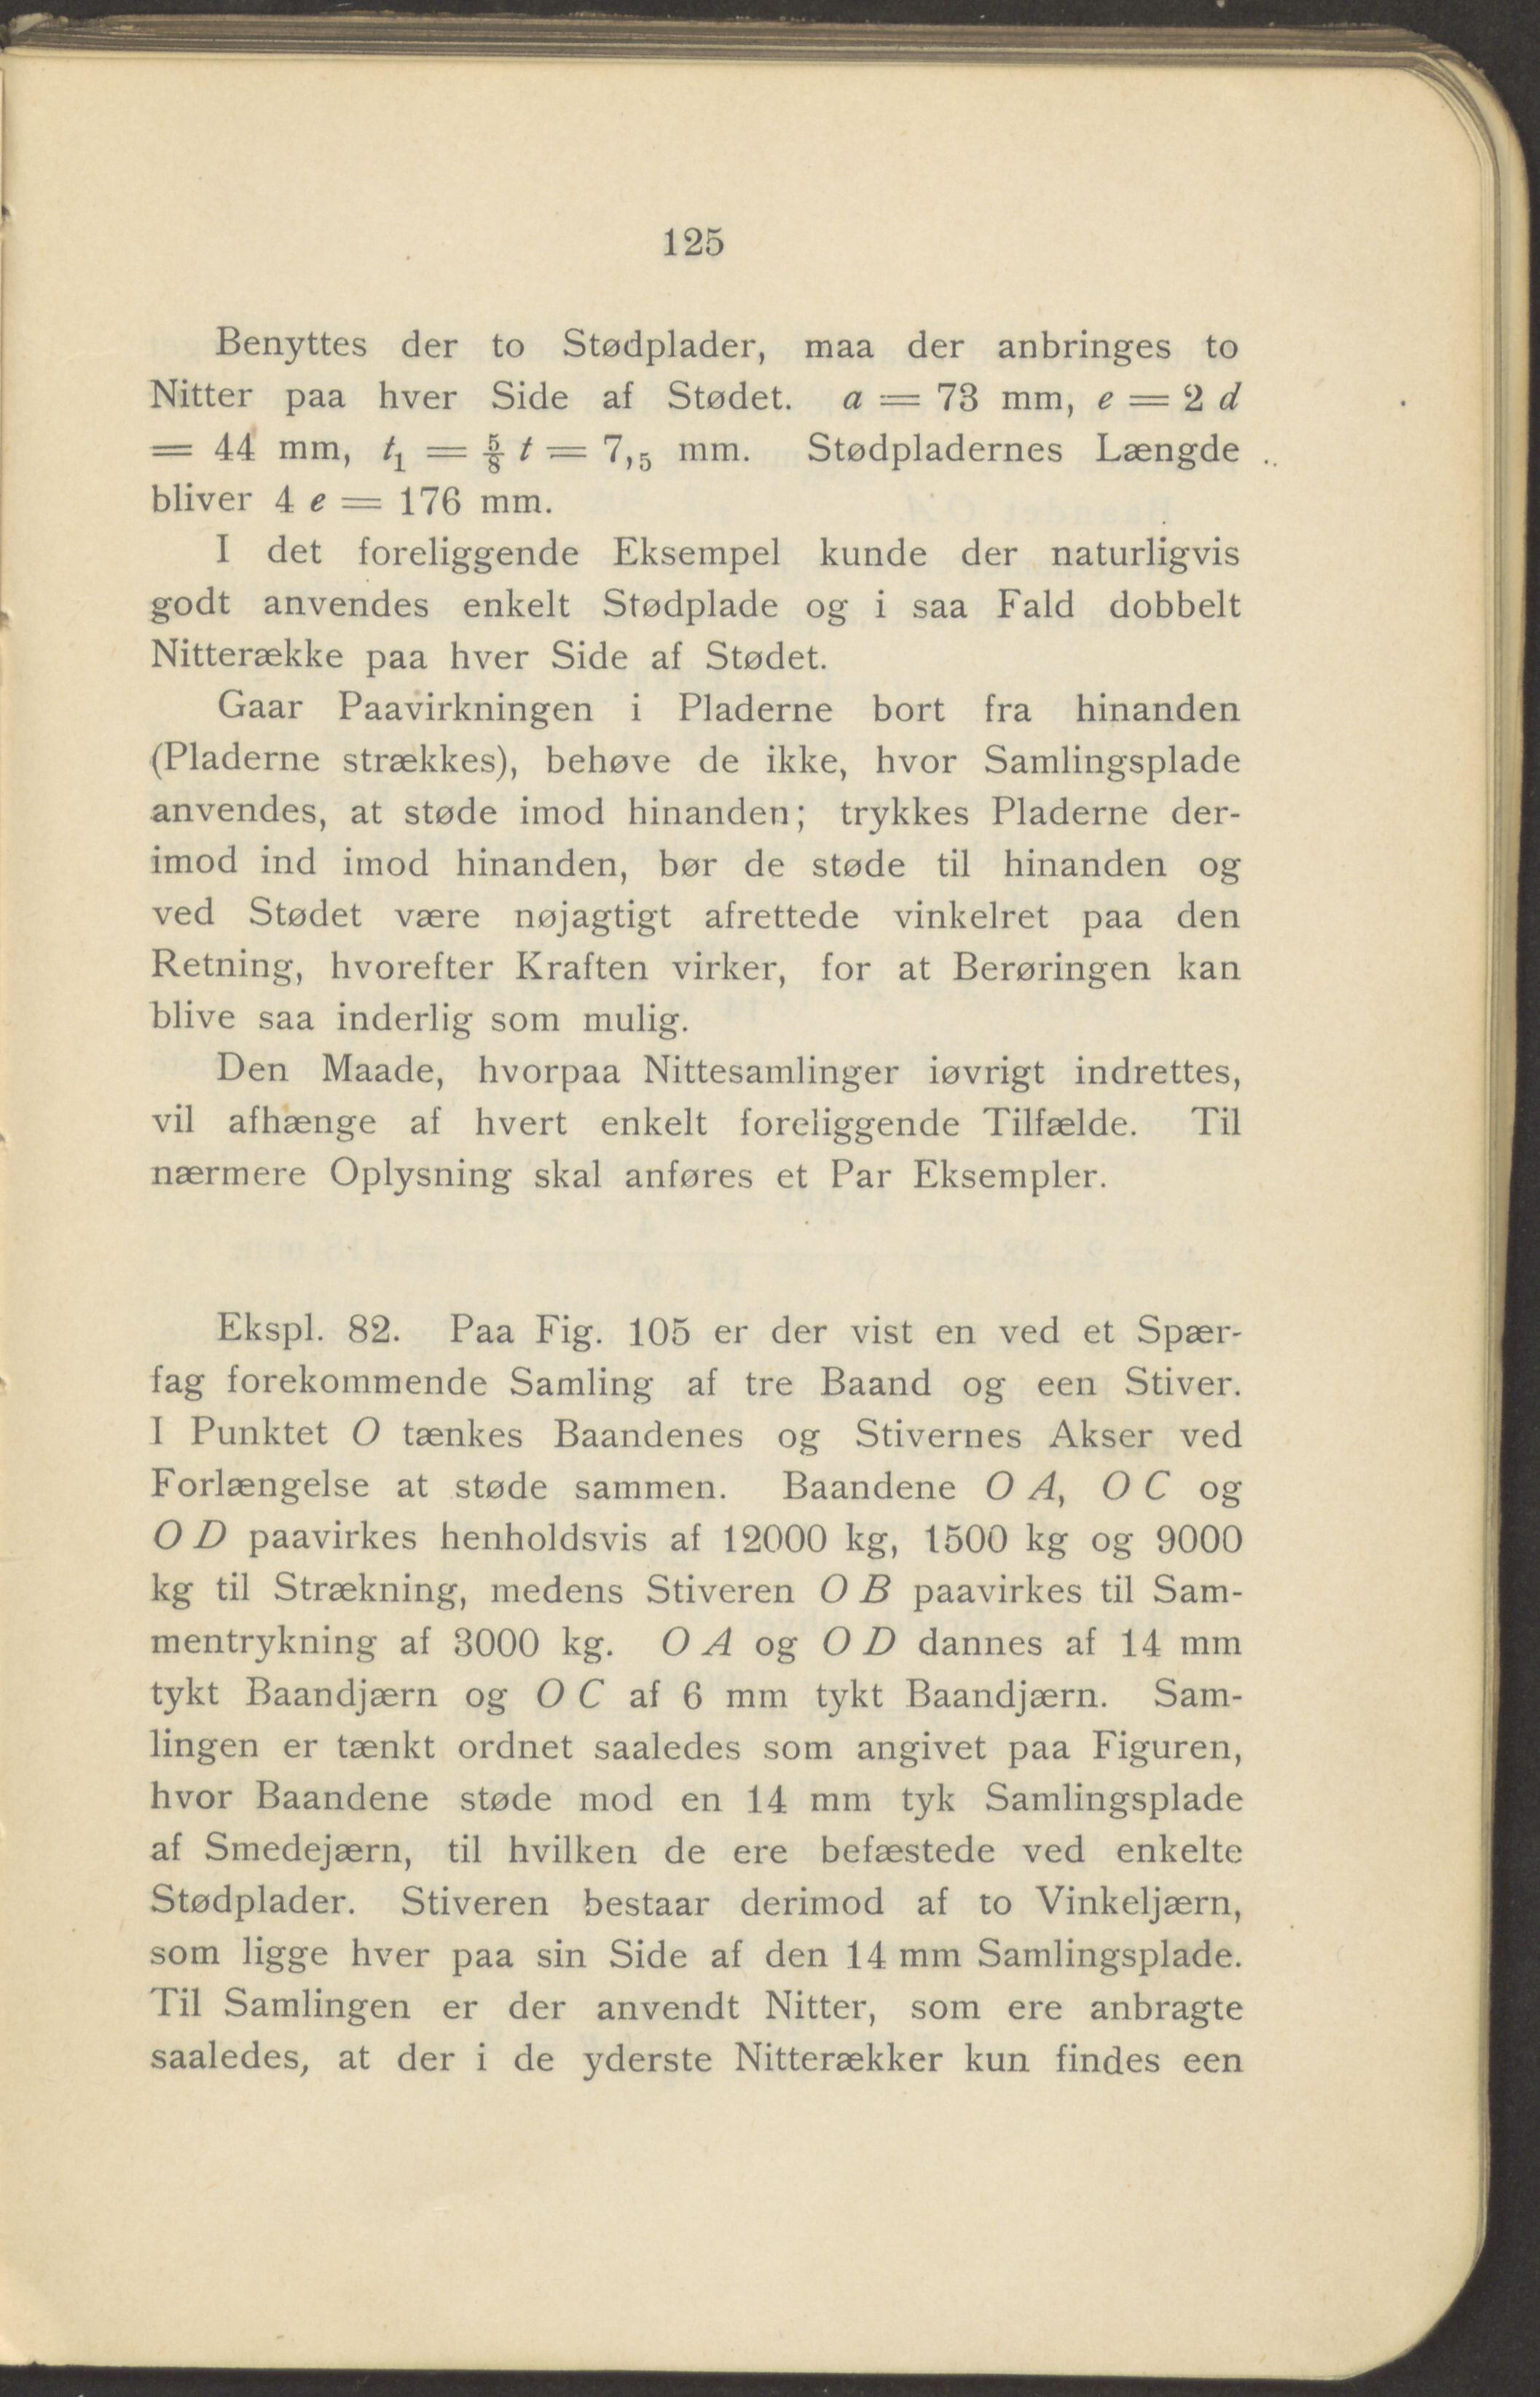 125
Benyttes der to Stødplader, maa der anbringes to
Nitter paa hver Side af Stødet. a = 73 mm, e = 2 d
= 44 mm, t₁ = ⅝ t = 7,₅ mm. Stødpladernes Længde
bliver 4 e = 176 mm.
I det foreliggende Eksempel kunde der naturligvis
godt anvendes enkelt Stødplade og i saa Fald dobbelt
Nitterække paa hver Side af Stødet.
Gaar Paavirkningen i Pladerne bort fra hinanden
(Pladerne strækkes), behøve de ikke, hvor Samlingsplade
anvendes, at støde imod hinanden; trykkes Pladerne der-
imod ind imod hinanden, bør de støde til hinanden og
ved Stødet være nøjagtigt afrettede vinkelret paa den
Retning, hvorefter Kraften virker, for at Berøringen kan
blive saa inderlig som mulig.
Den Maade, hvorpaa Nittesamlinger iøvrigt indrettes,
vil afhænge af hvert enkelt foreliggende Tilfælde. Til
nærmere Oplysning skal anføres et Par Eksempler.
Ekspl. 82. Paa Fig. 105 er der vist en ved et Spær-
fag forekommende Samling af tre Baand og een Stiver.
I Punktet O tænkes Baandenes og Stivernes Akser ved
Forlængelse at støde sammen. Baandene O A, O C og
O D paavirkes henholdsvis af 12000 kg, 1500 kg og 9000
kg til Strækning, medens Stiveren O B paavirkes til Sam-
mentrykning af 3000 kg. O A og O D dannes af 14 mm
tykt Baandjærn og O C af 6 mm tykt Baandjærn. Sam-
lingen er tænkt ordnet saaledes som angivet paa Figuren,
hvor Baandene støde mod en 14 mm tyk Samlingsplade
af Smedejærn, til hvilken de ere befæstede ved enkelte
Stødplader. Stiveren bestaar derimod af to Vinkeljærn,
som ligge hver paa sin Side af den 14 mm Samlingsplade.
Til Samlingen er der anvendt Nitter, som ere anbragte
saaledes, at der i de yderste Nitterækker kun findes een